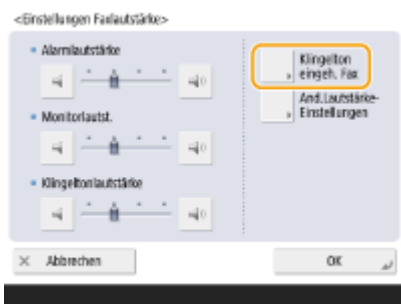 <Einstellungen Faxlautstärke>
Alarmlautstärke
Monitorlautst.
Klingeltonlautstärke
Klingelton
eingeh. Fax
And.Lautstärke-
Einstellungen
× Abbrechen
OK